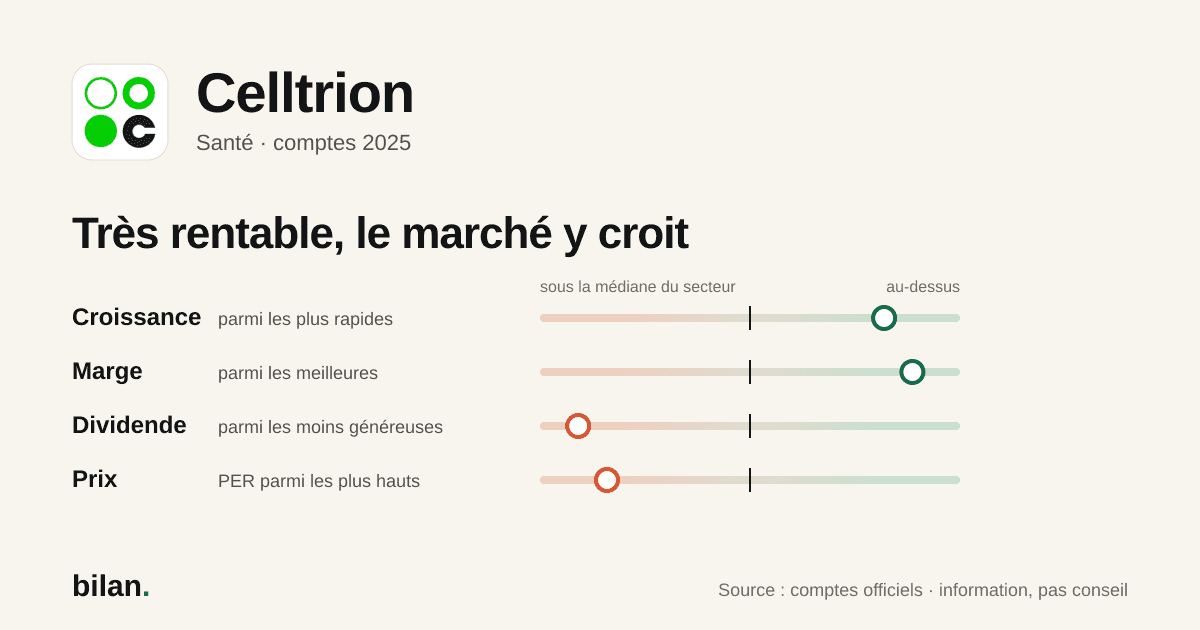 Celltrion
Santé · comptes 2025
Très rentable, le marché y croit
sous la médiane du secteur au-dessus
Croissance parmi les plus rapides
Marge parmi les meilleures
Dividende parmi les moins généreuses
Prix PER parmi les plus hauts
bilan.
Source : comptes officiels · information, pas conseil